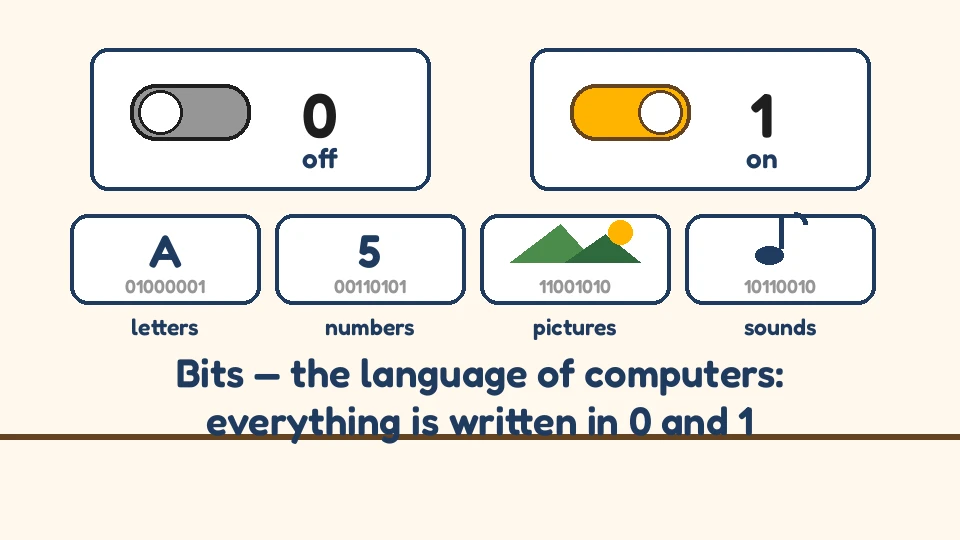 0
off
1
on
A
01000001
5
00110101
11001010
10110010
letters
numbers
pictures
sounds
Bits — the language of computers:
everything is written in 0 and 1